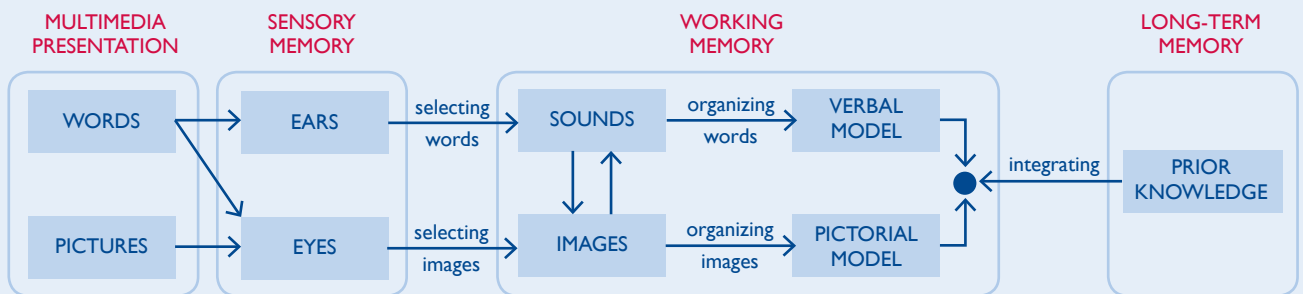 MULTIMEDIA
PRESENTATION
SENSORY
MEMORY
WORKING
MEMORY
LONG-TERM
MEMORY
WORDS
EARS
selecting
words
SOUNDS
organizing
words
VERBAL
MODEL
integrating
PRIOR
KNOWLEDGE
PICTURES
EYES
selecting
images
IMAGES
organizing
images
PICTORIAL
MODEL